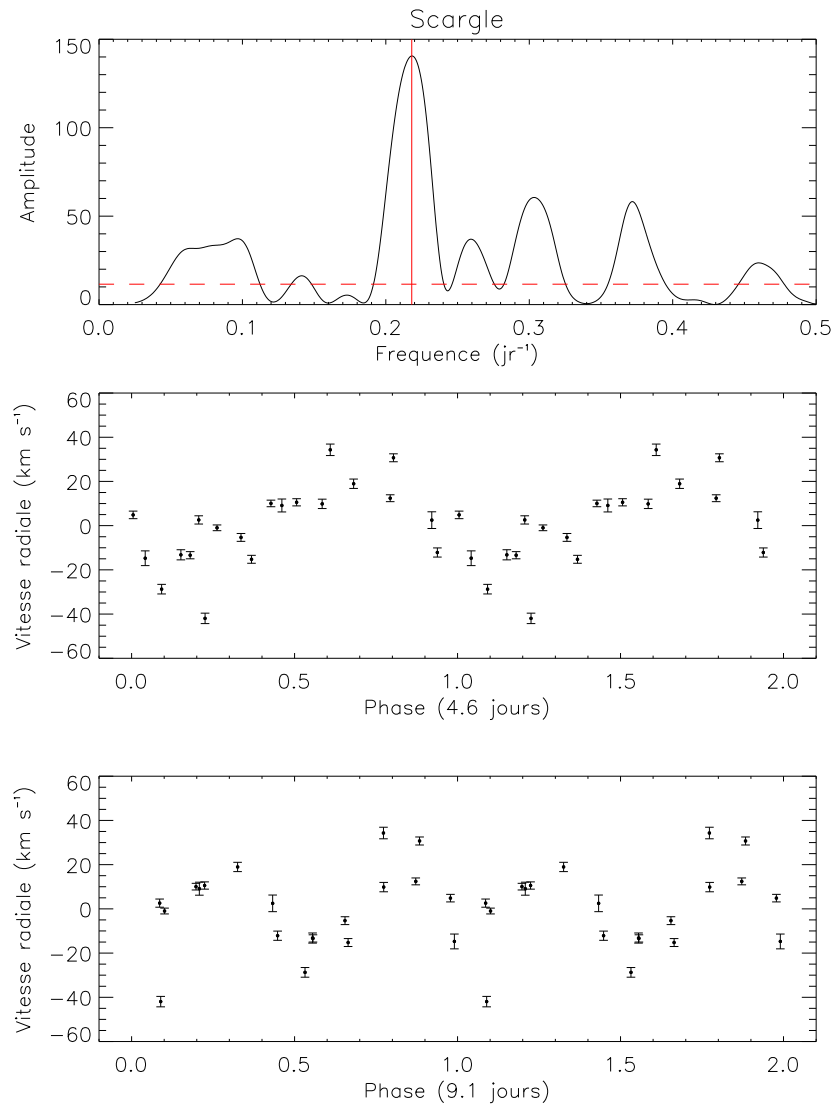 Scargle
150
100
50
0
Amplitude
0.0 0.1 0.2 0.3 0.4 0.5
Frequence (jr⁻¹)
60
40
20
0
−20
−40
−60
Vitesse radiale (km s⁻¹)
0.0 0.5 1.0 1.5 2.0
Phase (4.6 jours)
60
40
20
0
−20
−40
−60
Vitesse radiale (km s⁻¹)
0.0 0.5 1.0 1.5 2.0
Phase (9.1 jours)